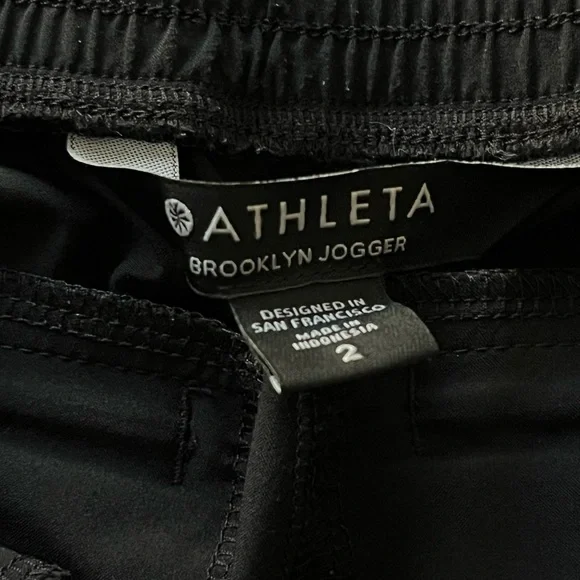 ATHLETA
BROOKLYN JOGGER
DESIGNED IN
SAN FRANCISCO
MADE IN
INDONESIA
2